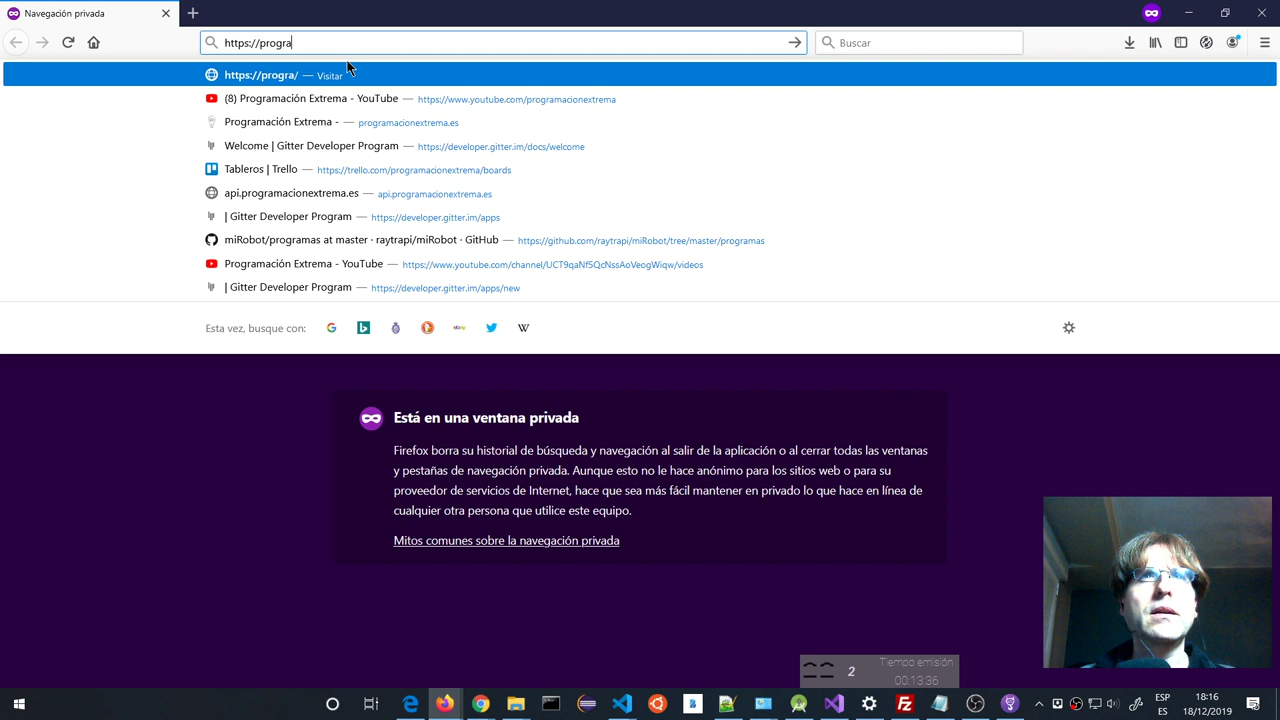 Navegación privada
https://progra
Buscar
https://progra/ — Visitar
(8) Programación Extrema - YouTube — https://www.youtube.com/programacionextrema
Programación Extrema - — programacionextrema.es
Welcome | Gitter Developer Program — https://developer.gitter.im/docs/welcome
Tableros | Trello — https://trello.com/programacionextrema/boards
api.programacionextrema.es — api.programacionextrema.es
| Gitter Developer Program — https://developer.gitter.im/apps
miRobot/programas at master · raytrapi/miRobot · GitHub — https://github.com/raytrapi/miRobot/tree/master/programas
Programación Extrema - YouTube — https://www.youtube.com/channel/UCT9qaNf5QcNssAoVeogWiqw/videos
| Gitter Developer Program — https://developer.gitter.im/apps/new
Esta vez, busque con:
Está en una ventana privada
Firefox borra su historial de búsqueda y navegación al salir de la aplicación o al cerrar todas las ventanas
y pestañas de navegación privada. Aunque esto no le hace anónimo para los sitios web o para su
proveedor de servicios de Internet, hace que sea más fácil mantener en privado lo que hace en línea de
cualquier otra persona que utilice este equipo.
Mitos comunes sobre la navegación privada
2
Tiempo emisión
00:13:36
ESP
ES
18:16
18/12/2019